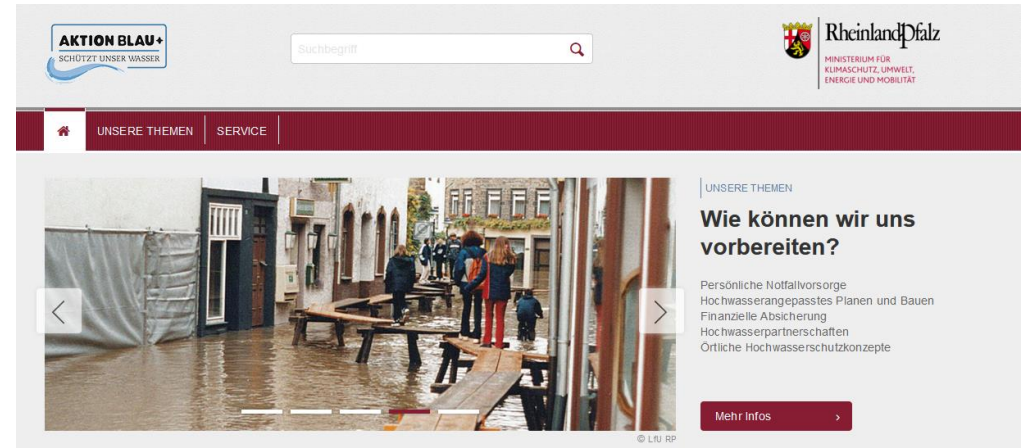 AKTION BLAU+
SCHÜTZT UNSER WASSER
Suchbegriff
RheinlandPfalz
MINISTERIUM FÜR
KLIMASCHUTZ, UMWELT,
ENERGIE UND MOBILITÄT
UNSERE THEMEN
SERVICE
UNSERE THEMEN
Wie können wir uns
vorbereiten?
Persönliche Notfallvorsorge
Hochwasserangepasstes Planen und Bauen
Finanzielle Absicherung
Hochwasserpartnerschaften
Örtliche Hochwasserschutzkonzepte
Mehr Infos
© LfU RP